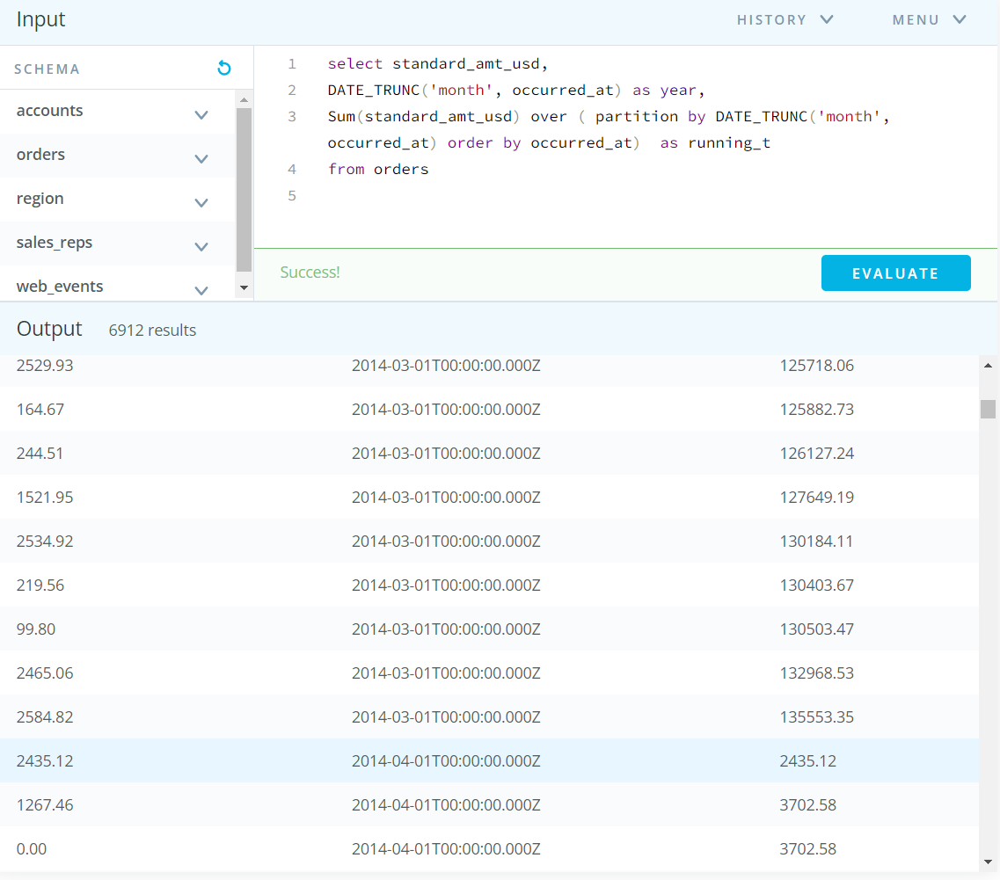 Input
HISTORY MENU
SCHEMA
accounts
orders
region
sales_reps
web_events
1 select standard_amt_usd,
2 DATE_TRUNC('month', occurred_at) as year,
3 Sum(standard_amt_usd) over ( partition by DATE_TRUNC('month',
occurred_at) order by occurred_at)  as running_t
4 from orders
5
Success!
EVALUATE
Output 6912 results
2529.93 2014-03-01T00:00:00.000Z 125718.06
164.67 2014-03-01T00:00:00.000Z 125882.73
244.51 2014-03-01T00:00:00.000Z 126127.24
1521.95 2014-03-01T00:00:00.000Z 127649.19
2534.92 2014-03-01T00:00:00.000Z 130184.11
219.56 2014-03-01T00:00:00.000Z 130403.67
99.80 2014-03-01T00:00:00.000Z 130503.47
2465.06 2014-03-01T00:00:00.000Z 132968.53
2584.82 2014-03-01T00:00:00.000Z 135553.35
2435.12 2014-04-01T00:00:00.000Z 2435.12
1267.46 2014-04-01T00:00:00.000Z 3702.58
0.00 2014-04-01T00:00:00.000Z 3702.58